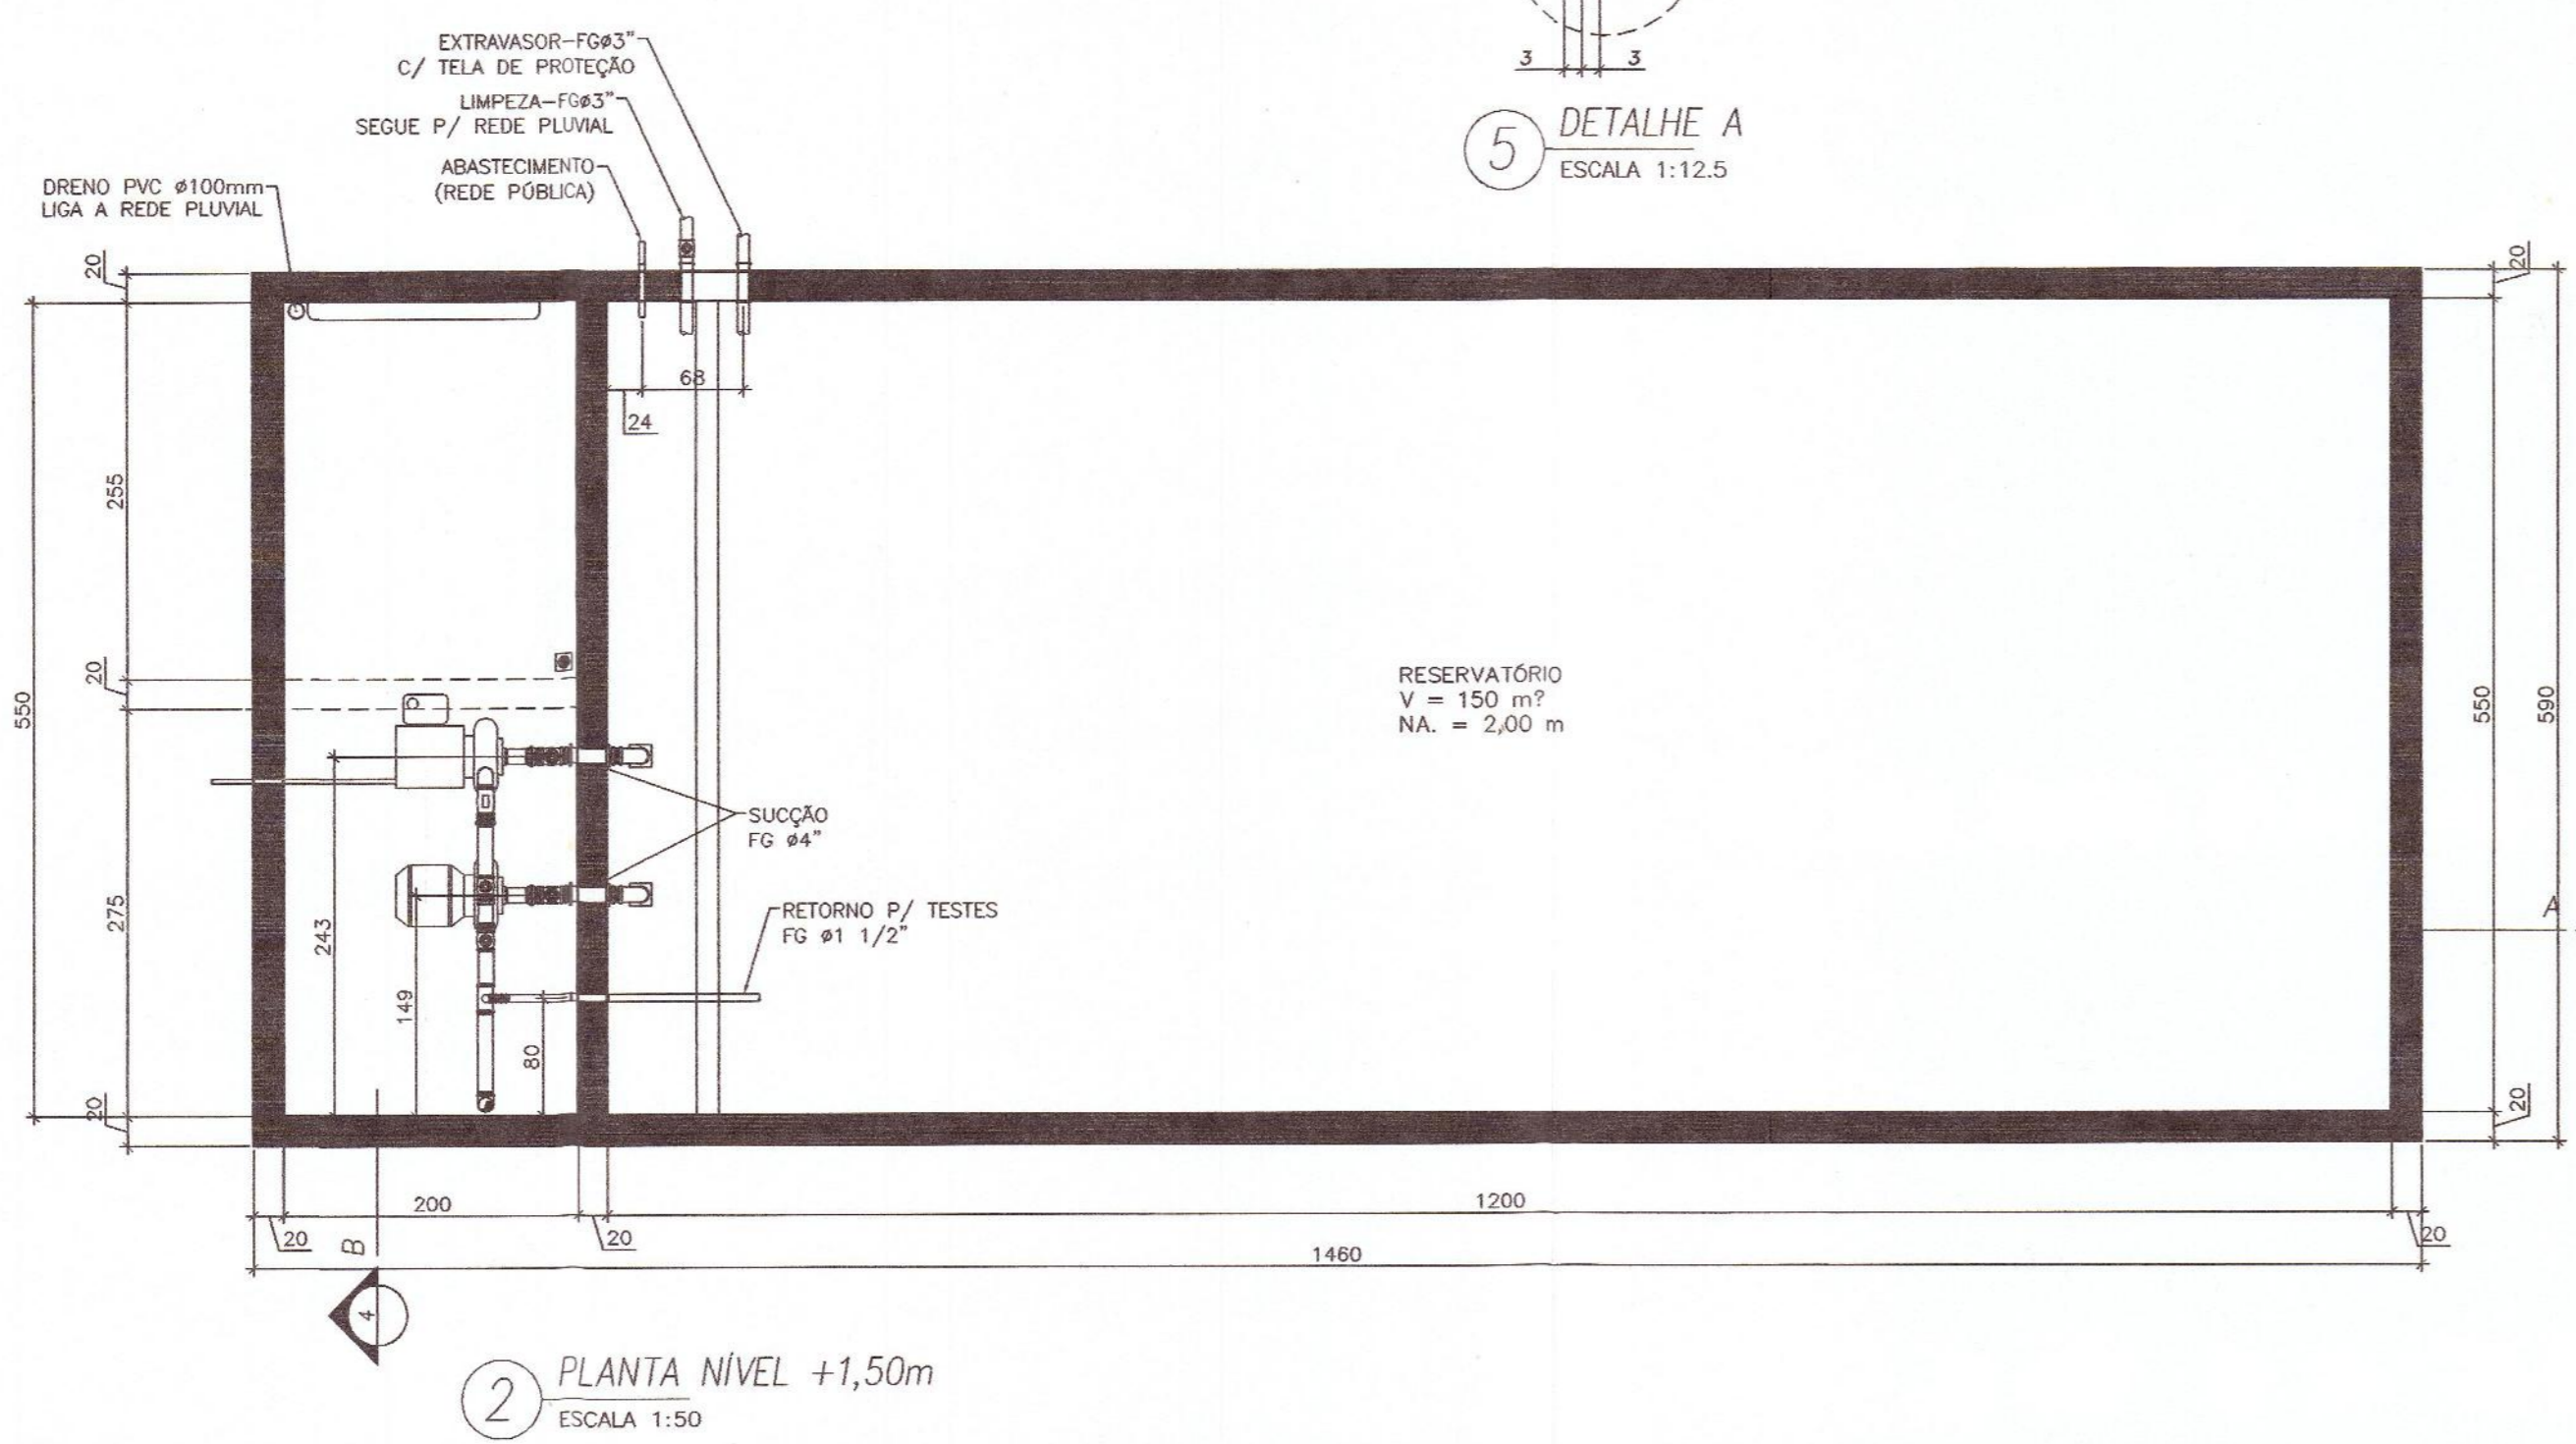 EXTRAVASOR-FGø3"
C/ TELA DE PROTEÇÃO
LIMPEZA-FGø3"
SEGUE P/ REDE PLUVIAL
ABASTECIMENTO
(REDE PÚBLICA)
DRENO PVC ø100mm
LIGA A REDE PLUVIAL
3
3
5
DETALHE A
ESCALA 1:12.5
20
20
68
24
255
20
550
RESERVATÓRIO
V = 150 m?
NA. = 2,00 m
550
590
SUCÇÃO
FG ø4"
275
243
149
80
RETORNO P/ TESTES
FG ø1 1/2"
A
20
20
200
1200
20
B
20
20
1460
4
2
PLANTA NÍVEL +1,50m
ESCALA 1:50